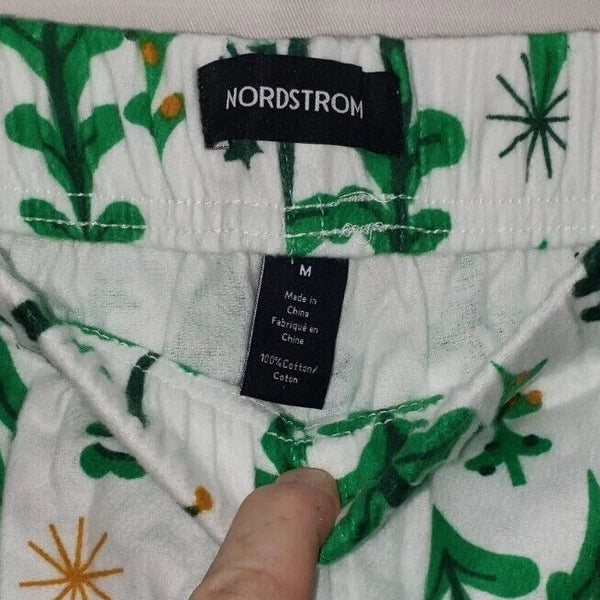 NORDSTROM
M
Made in
China
Fabriqué en
Chine
100%Cotton/
Coton